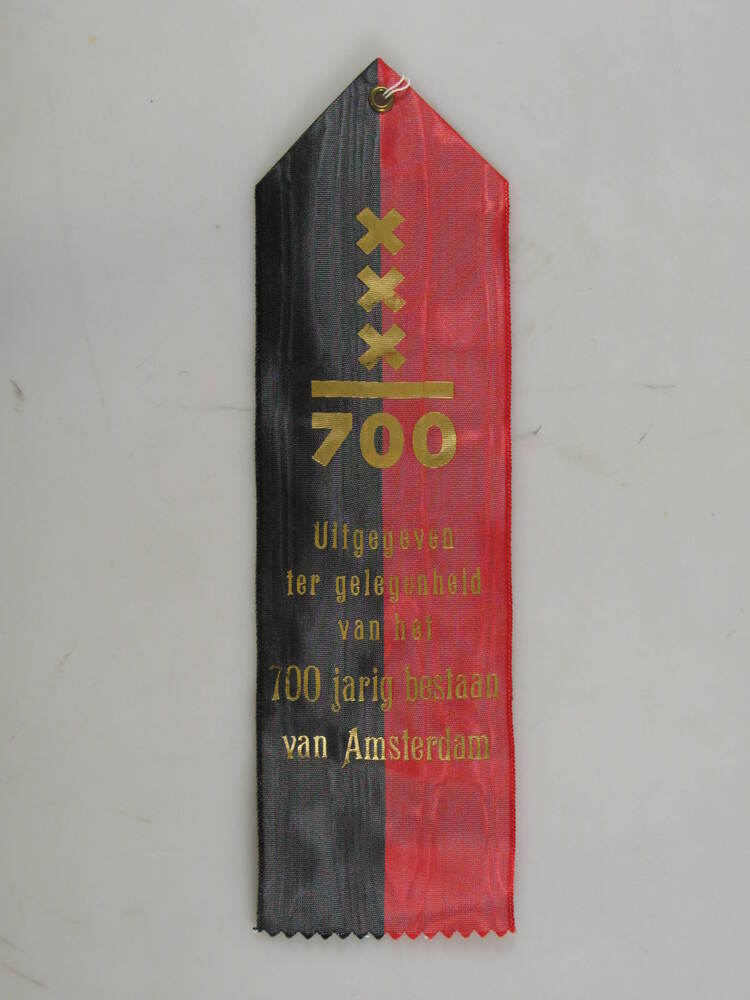 700
Uitgegeven
ter gelegenheid
van het
700 jarig bestaan
van Amsterdam